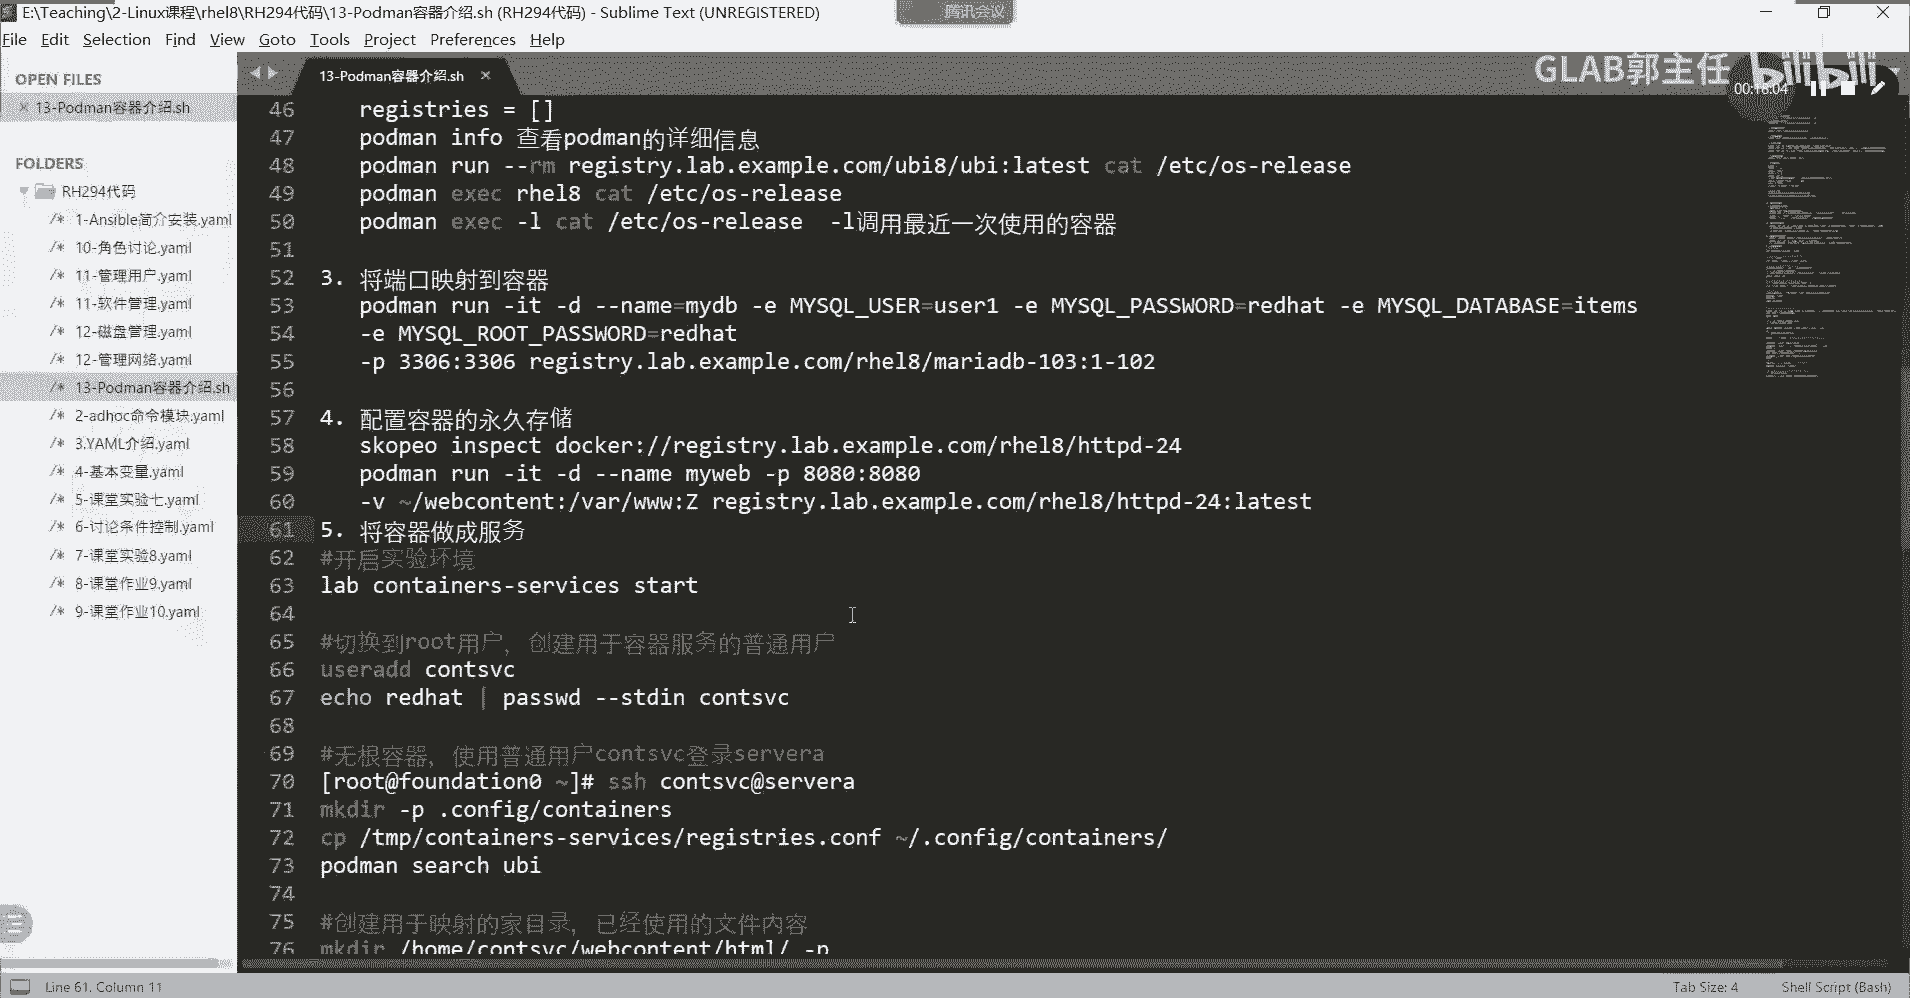 E:\Teaching\2-Linux课程\rhel8\RH294代码\13-Podman容器介绍.sh (RH294代码) - Sublime Text (UNREGISTERED)
腾讯会议
File Edit Selection Find View Goto Tools Project Preferences Help
GLAB郭主任 bilibili
00:18:04
OPEN FILES
13-Podman容器介绍.sh
FOLDERS
RH294代码
/* 1-Ansible简介安装.yaml
/* 10-角色讨论.yaml
/* 11-管理用户.yaml
/* 11-软件管理.yaml
/* 12-磁盘管理.yaml
/* 12-管理网络.yaml
/* 13-Podman容器介绍.sh
/* 2-adhoc命令模块.yaml
/* 3.YAML介绍.yaml
/* 4-基本变量.yaml
/* 5-课堂实验七.yaml
/* 6-讨论条件控制.yaml
/* 7-课堂实验8.yaml
/* 8-课堂作业9.yaml
/* 9-课堂作业10.yaml
13-Podman容器介绍.sh
46 registries = []
47 podman info 查看podman的详细信息
48 podman run --rm registry.lab.example.com/ubi8/ubi:latest cat /etc/os-release
49 podman exec rhel8 cat /etc/os-release
50 podman exec -l cat /etc/os-release  -l调用最近一次使用的容器
51
52 3. 将端口映射到容器
53 podman run -it -d --name=mydb -e MYSQL_USER=user1 -e MYSQL_PASSWORD=redhat -e MYSQL_DATABASE=items
54 -e MYSQL_ROOT_PASSWORD=redhat
55 -p 3306:3306 registry.lab.example.com/rhel8/mariadb-103:1-102
56
57 4. 配置容器的永久存储
58 skopeo inspect docker://registry.lab.example.com/rhel8/httpd-24
59 podman run -it -d --name myweb -p 8080:8080
60 -v ~/webcontent:/var/www:Z registry.lab.example.com/rhel8/httpd-24:latest
61 5. 将容器做成服务
62 #开启实验环境
63 lab containers-services start
64
65 #切换到root用户，创建用于容器服务的普通用户
66 useradd contsvc
67 echo redhat | passwd --stdin contsvc
68
69 #无根容器，使用普通用户contsvc登录servera
70 [root@foundation0 ~]# ssh contsvc@servera
71 mkdir -p .config/containers
72 cp /tmp/containers-services/registries.conf ~/.config/containers/
73 podman search ubi
74
75 #创建用于映射的家目录，已经使用的文件内容
76 mkdir /home/contsvc/webcontent/html/ -p
Line 61, Column 11
Tab Size: 4
Shell Script (Bash)